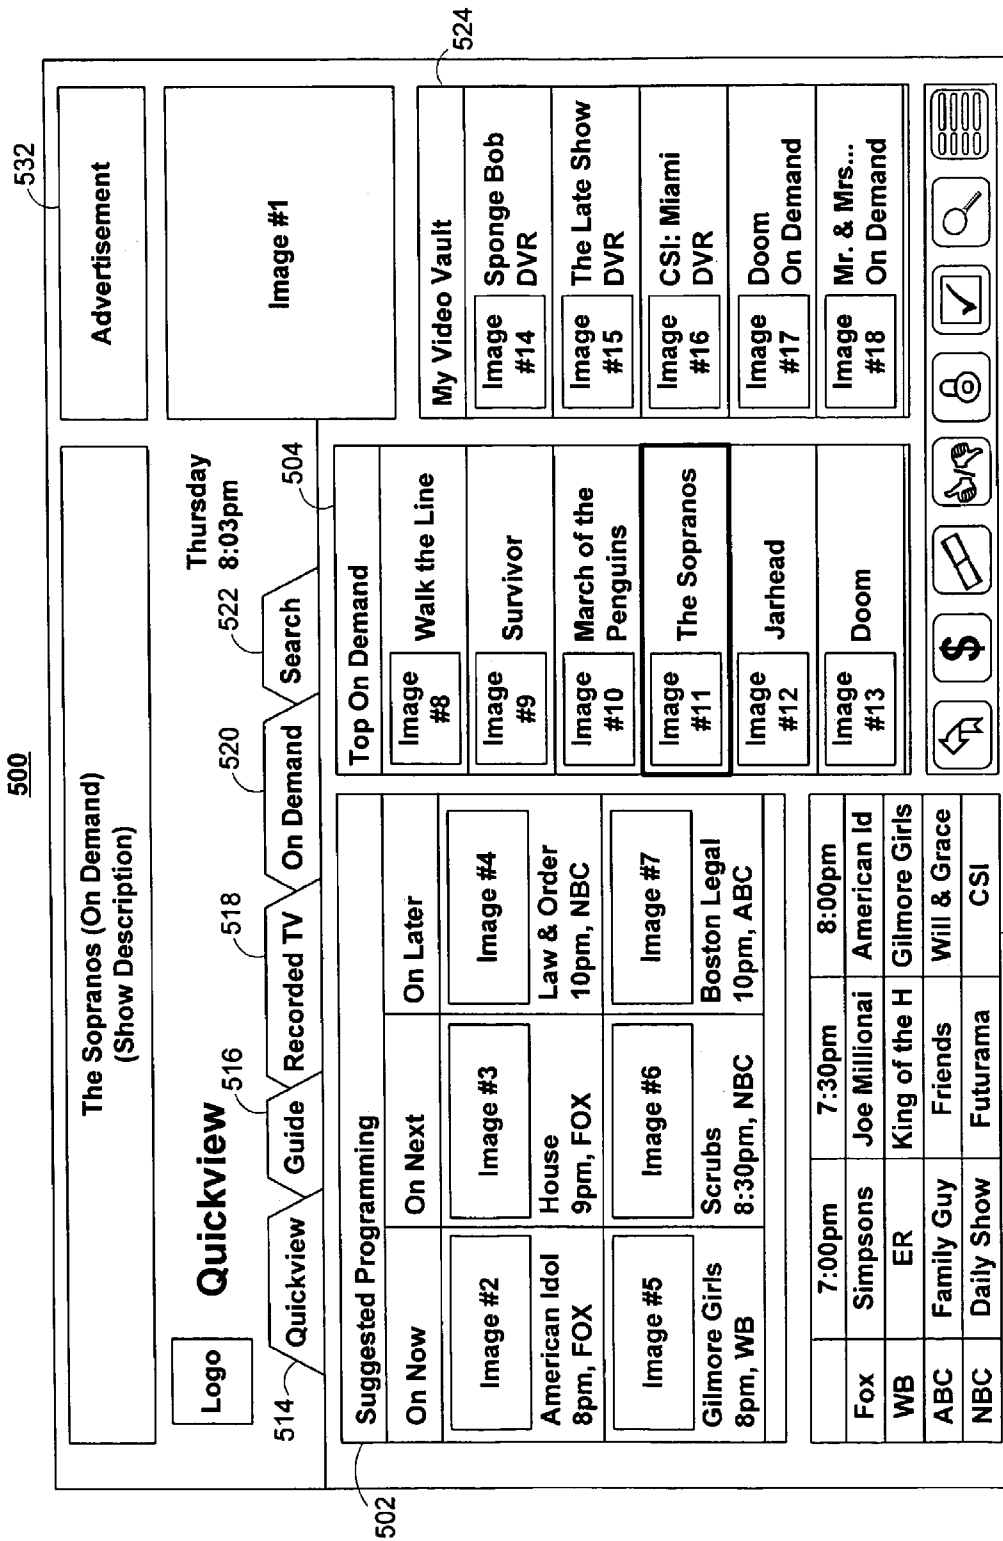 500
532
The Sopranos (On Demand)
(Show Description)
Advertisement
Logo
Quickview
Thursday
8:03pm
Image #1
514
Quickview
516
Guide
518
Recorded TV
520
On Demand
522
Search
502
Suggested Programming
On Now
On Next
On Later
Image #2
Image #3
Image #4
American Idol
8pm, FOX
House
9pm, FOX
Law & Order
10pm, NBC
Image #5
Image #6
Image #7
Gilmore Girls
8pm, WB
Scrubs
8:30pm, NBC
Boston Legal
10pm, ABC
504
Top On Demand
Image
#8
Walk the Line
Image
#9
Survivor
Image
#10
March of the
Penguins
Image
#11
The Sopranos
Image
#12
Jarhead
Image
#13
Doom
524
My Video Vault
Image
#14
Sponge Bob
DVR
Image
#15
The Late Show
DVR
Image
#16
CSI: Miami
DVR
Image
#17
Doom
On Demand
Image
#18
Mr. & Mrs...
On Demand
7:00pm
7:30pm
8:00pm
Fox
Simpsons
Joe Millionai
American Id
WB
ER
King of the H
Gilmore Girls
ABC
Family Guy
Friends
Will & Grace
NBC
Daily Show
Futurama
CSI
$